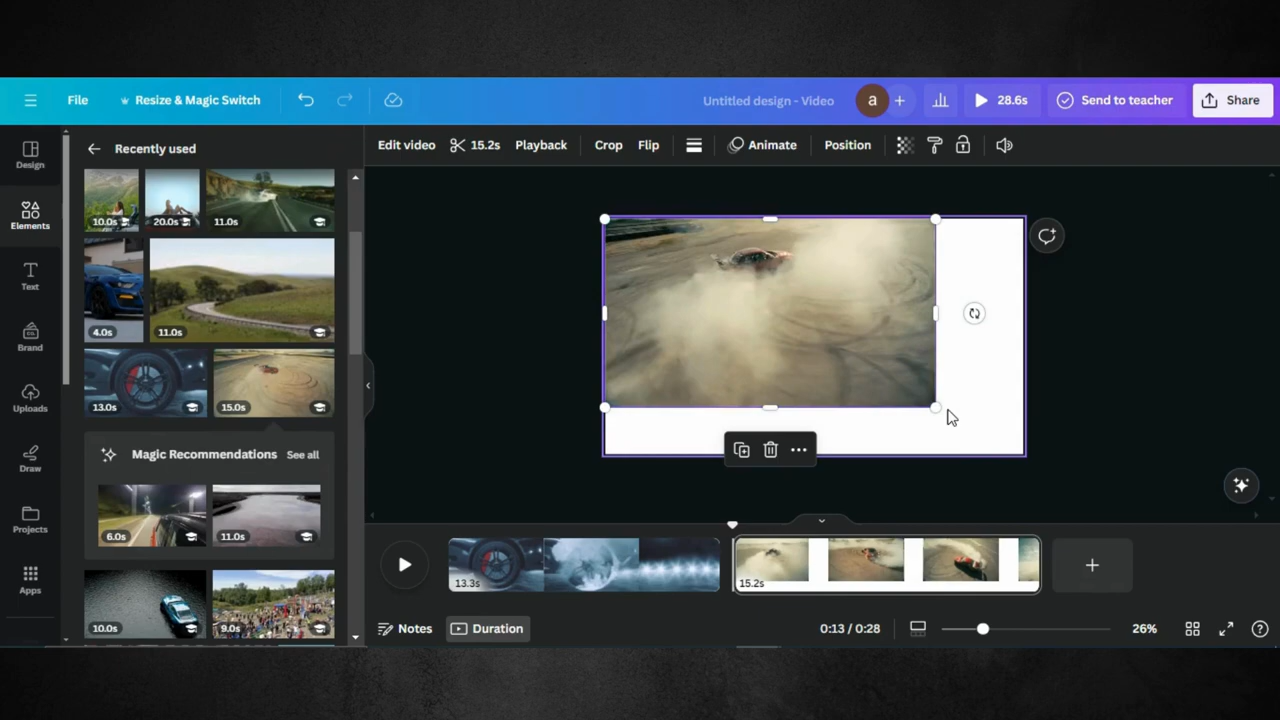 File
Resize & Magic Switch
Untitled design - Video
a
28.6s
Send to teacher
Share
Design
Elements
Text
Brand
Uploads
Draw
Projects
Apps
Recently used
10.0s
20.0s
11.0s
4.0s
11.0s
13.0s
15.0s
Magic Recommendations
See all
6.0s
11.0s
10.0s
9.0s
Edit video
15.2s
Playback
Crop
Flip
Animate
Position
13.3s
15.2s
Notes
Duration
0:13 / 0:28
26%